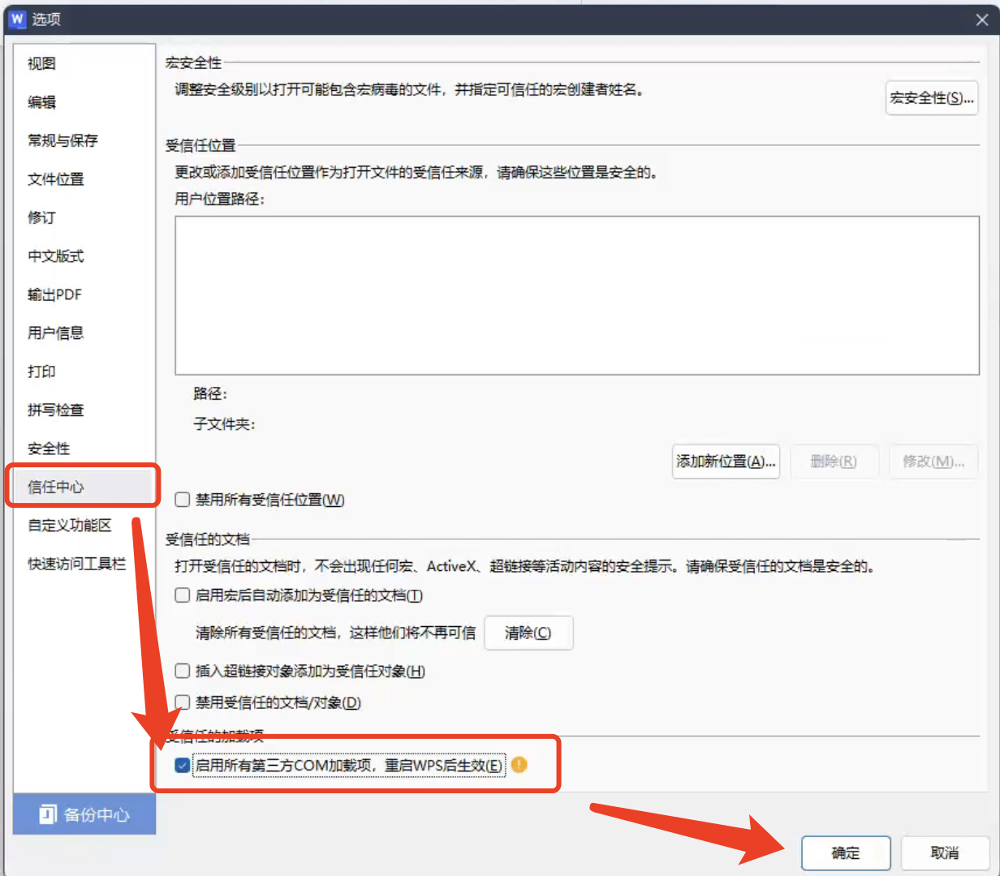 W 选项
视图
编辑
常规与保存
文件位置
修订
中文版式
输出PDF
用户信息
打印
拼写检查
安全性
信任中心
自定义功能区
快速访问工具栏
备份中心
宏安全性
调整安全级别以打开可能包含宏病毒的文件，并指定可信任的宏创建者姓名。
宏安全性(S)...
受信任位置
更改或添加受信任位置作为打开文件的受信任来源，请确保这些位置是安全的。
用户位置路径：
路径：
子文件夹：
添加新位置(A)...
删除(R)
修改(M)...
禁用所有受信任位置(W)
受信任的文档
打开受信任的文档时，不会出现任何宏、ActiveX、超链接等活动内容的安全提示。请确保受信任的文档是安全的。
启用宏后自动添加为受信任的文档(T)
清除所有受信任的文档，这样他们将不再可信
清除(C)
插入超链接对象添加为受信任对象(H)
禁用受信任的文档/对象(D)
受信任的加载项
启用所有第三方COM加载项，重启WPS后生效(E)
确定
取消